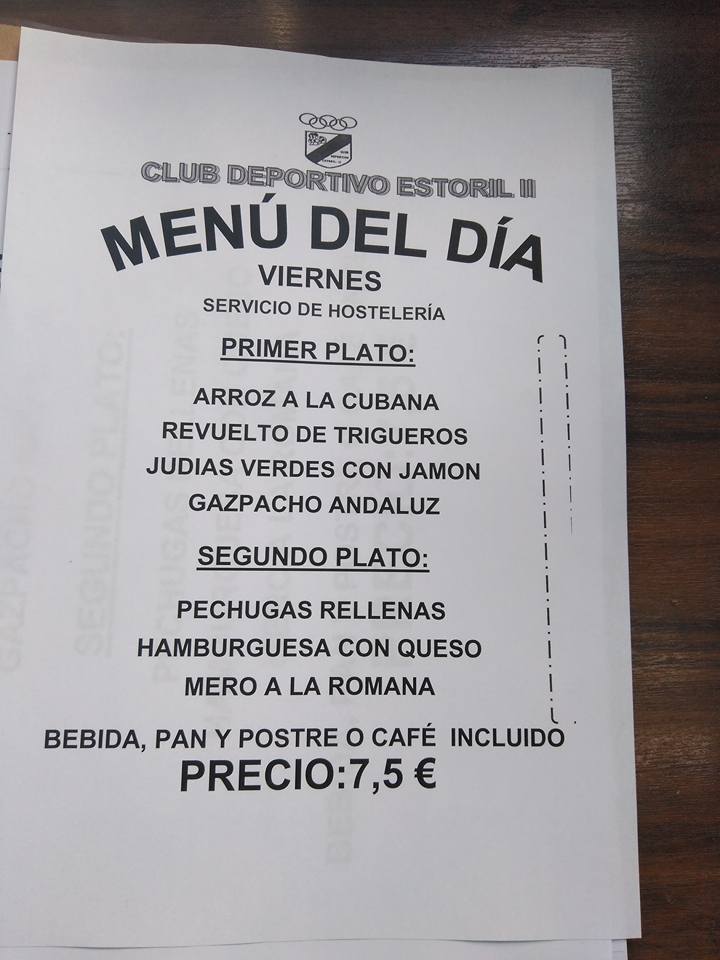 CLUB DEPORTIVO ESTORIL II
MENÚ DEL DÍA
VIERNES
SERVICIO DE HOSTELERÍA
PRIMER PLATO:
ARROZ A LA CUBANA
REVUELTO DE TRIGUEROS
JUDIAS VERDES CON JAMON
GAZPACHO ANDALUZ
SEGUNDO PLATO:
PECHUGAS RELLENAS
HAMBURGUESA CON QUESO
MERO A LA ROMANA
BEBIDA, PAN Y POSTRE O CAFÉ INCLUIDO
PRECIO:7,5 €